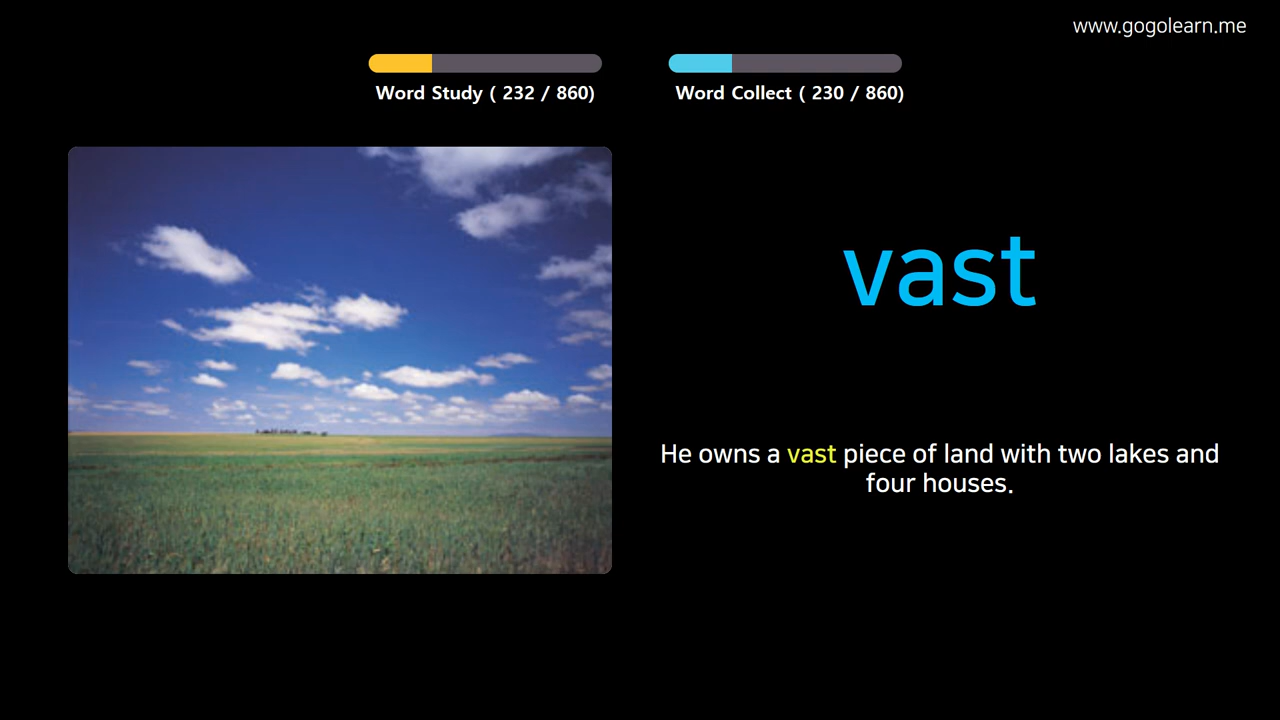 www.gogolearn.me
Word Study ( 232 / 860)
Word Collect ( 230 / 860)
vast
He owns a vast piece of land with two lakes and
four houses.